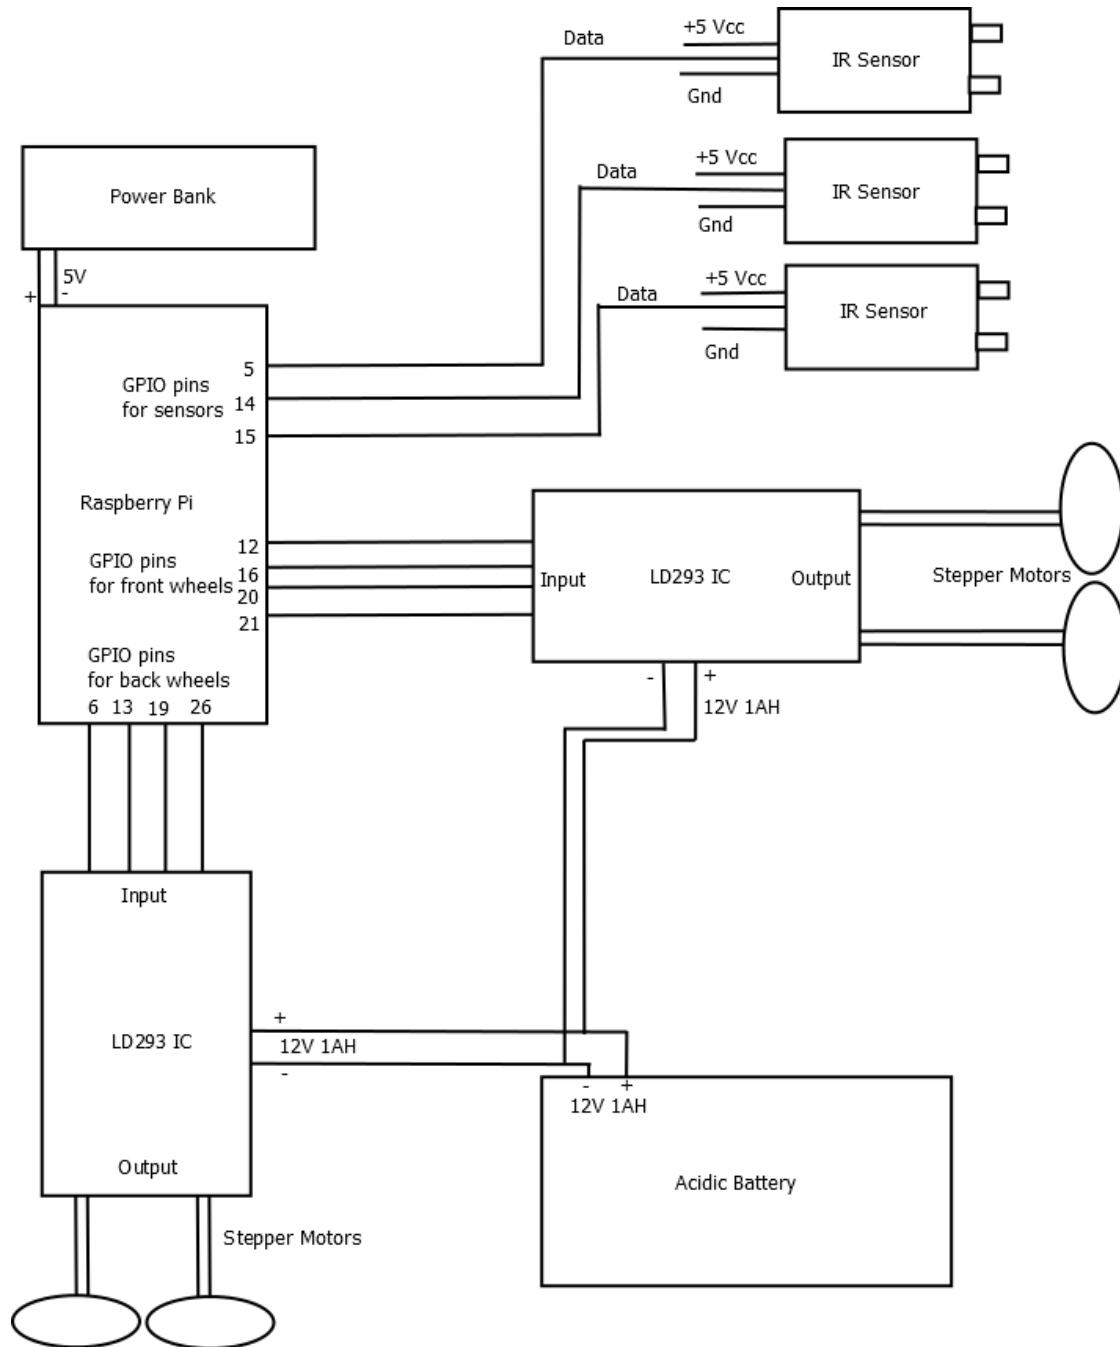 Data
+5 Vcc
IR Sensor
Gnd
Data
+5 Vcc
IR Sensor
Gnd
Data
+5 Vcc
IR Sensor
Gnd
Power Bank
5V
+
-
5
GPIO pins
for sensors
14
15
Raspberry Pi
12
GPIO pins
for front wheels
16
20
21
GPIO pins
for back wheels
6
13
19
26
Input
LD293 IC
Output
Stepper Motors
-
+
12V 1AH
Input
LD293 IC
Output
+
12V 1AH
-
-
+
12V 1AH
Acidic Battery
Stepper Motors